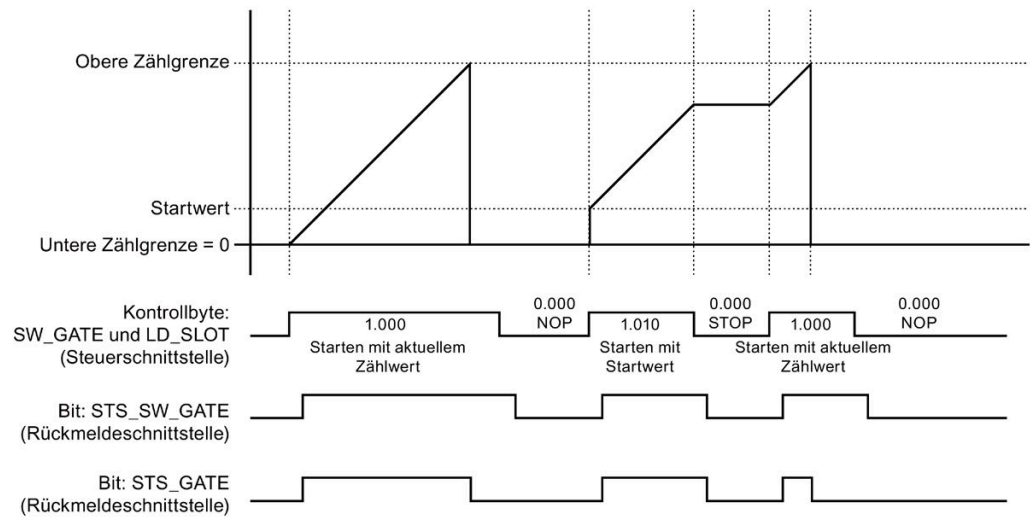 Obere Zählgrenze
Startwert
Untere Zählgrenze = 0
Kontrollbyte:
SW_GATE und LD_SLOT
(Steuerschnittstelle)
1.000
Starten mit aktuellem
Zählwert
0.000
NOP
1.010
Starten mit
Startwert
0.000
STOP
1.000
Starten mit aktuellem
Zählwert
0.000
NOP
Bit: STS_SW_GATE
(Rückmeldeschnittstelle)
Bit: STS_GATE
(Rückmeldeschnittstelle)